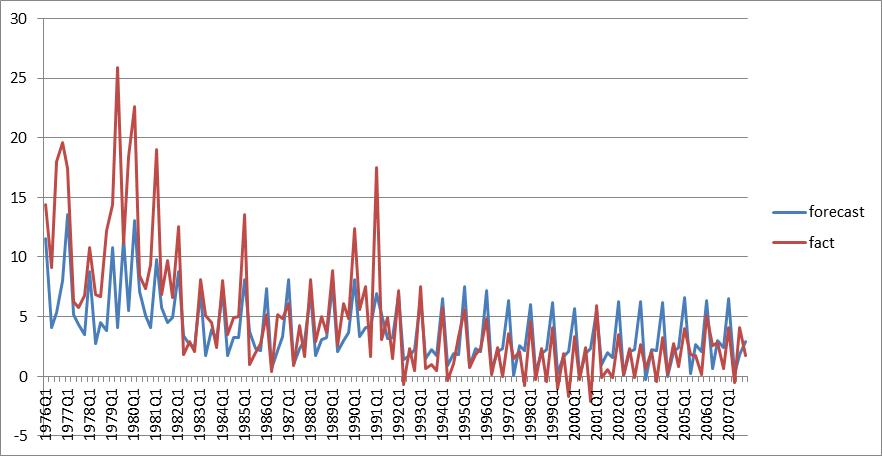 30
25
20
15
10
5
0
-5
1976Q1
1977Q1
1978Q1
1979Q1
1980Q1
1981Q1
1982Q1
1983Q1
1984Q1
1985Q1
1986Q1
1987Q1
1988Q1
1989Q1
1990Q1
1991Q1
1992Q1
1993Q1
1994Q1
1995Q1
1996Q1
1997Q1
1998Q1
1999Q1
2000Q1
2001Q1
2002Q1
2003Q1
2004Q1
2005Q1
2006Q1
2007Q1
forecast
fact